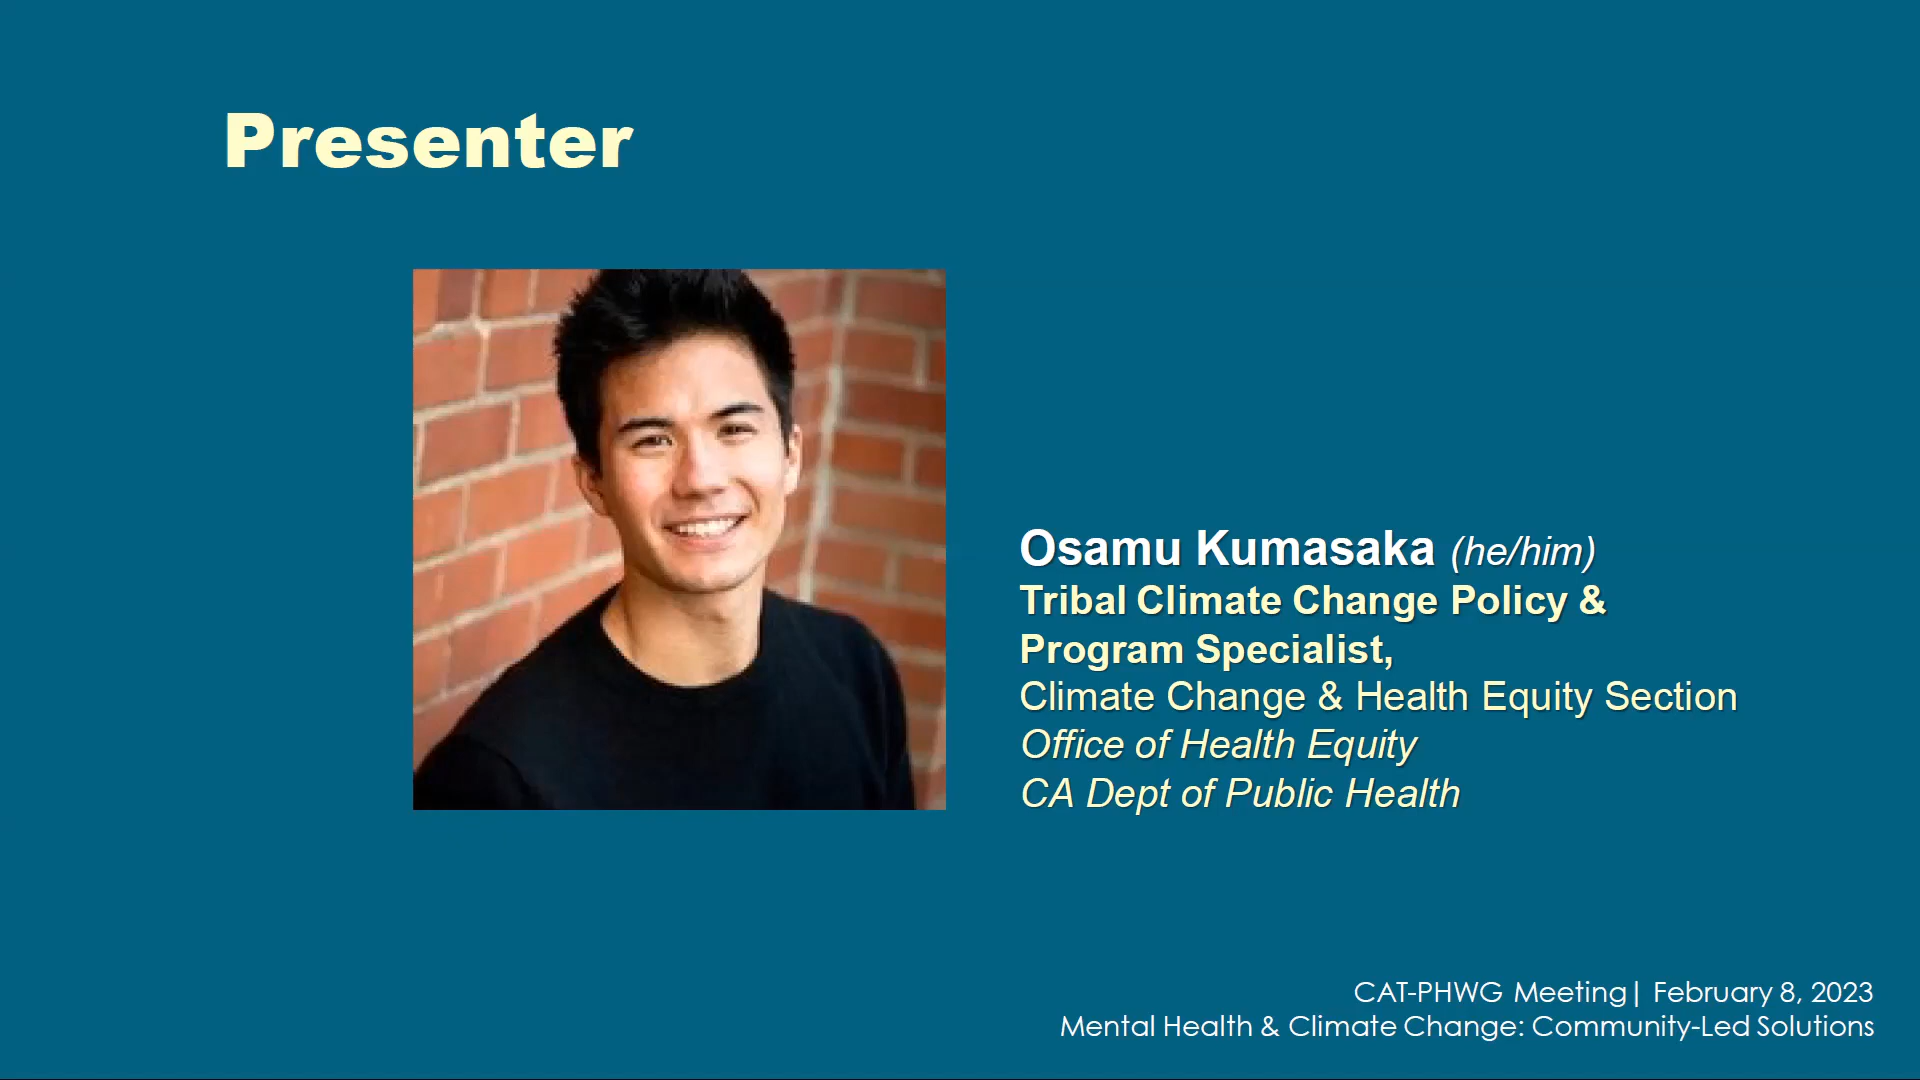 Presenter
Osamu Kumasaka (he/him)
Tribal Climate Change Policy &
Program Specialist,
Climate Change & Health Equity Section
Office of Health Equity
CA Dept of Public Health
CAT-PHWG Meeting| February 8, 2023
Mental Health & Climate Change: Community-Led Solutions